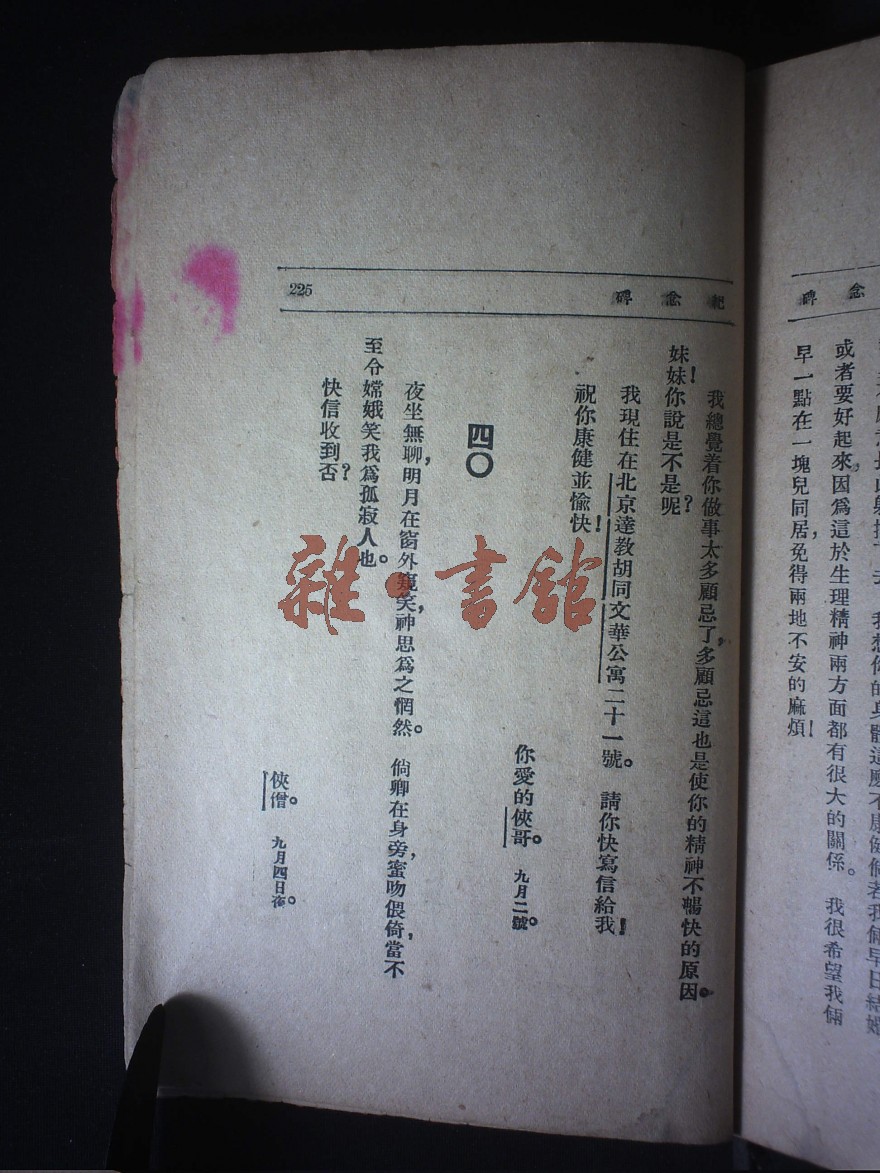 碑念
或者要好起來，因爲這於生理精神兩方面都有很大的關係。 我很希望我倆
早一點在一塊兒同居，免得兩地不安的麻煩！
紀念碑
225
我總覺着你做事太多顧忌了，多顧忌這也是使你的精神不暢快的原因。
妹！妹妹你說是不是呢？
我現住在北京達教胡同文華公寓二十一號。 請你快寫信給我！
祝你康健並愉快！
你愛的俠哥。 九月二號。
四〇
夜坐無聊，明月在窗外窺笑，神思爲之惘然。 倘卿在身旁，蜜吻偎倚，當不
至令嫦娥笑我爲孤寂人也。
快信收到否？
俠僧。 九月四日夜。
雜·書館